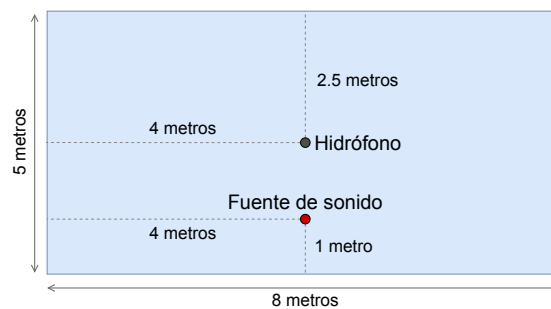 2.5 metros
4 metros
Hidrófono
5 metros
Fuente de sonido
4 metros
1 metro
8 metros